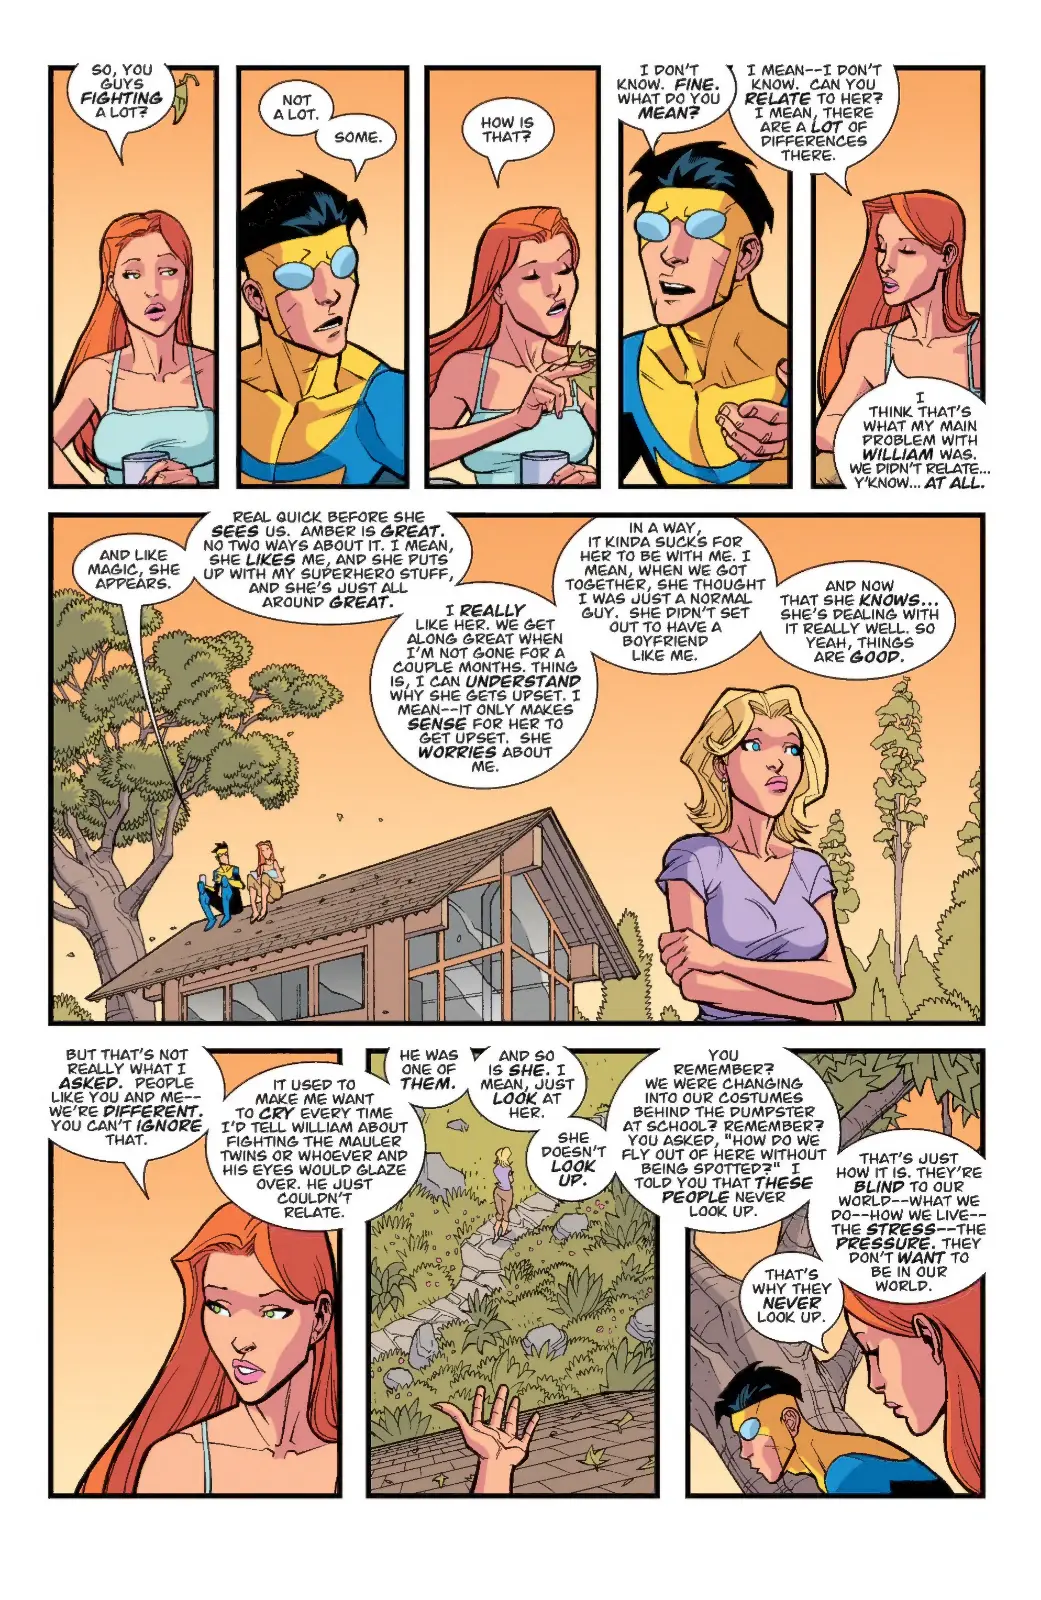 SO, YOU
GUYS
FIGHTING
A LOT?
NOT
A LOT.
SOME.
HOW IS
THAT?
I DON'T
KNOW. FINE.
WHAT DO YOU
MEAN?
I MEAN--I DON'T
KNOW. CAN YOU
RELATE TO HER?
I MEAN, THERE
ARE A LOT OF
DIFFERENCES
THERE.
I
THINK THAT'S
WHAT MY MAIN
PROBLEM WITH
WILLIAM WAS.
WE DIDN'T RELATE...
Y'KNOW... AT ALL.
AND LIKE
MAGIC, SHE
APPEARS.
REAL QUICK BEFORE SHE
SEES US. AMBER IS GREAT.
NO TWO WAYS ABOUT IT. I MEAN,
SHE LIKES ME, AND SHE PUTS
UP WITH MY SUPERHERO STUFF,
AND SHE'S JUST ALL
AROUND GREAT.
I REALLY
LIKE HER. WE GET
ALONG GREAT WHEN
I'M NOT GONE FOR A
COUPLE MONTHS. THING
IS, I CAN UNDERSTAND
WHY SHE GETS UPSET. I
MEAN--IT ONLY MAKES
SENSE FOR HER TO
GET UPSET. SHE
WORRIES ABOUT
ME.
IN A WAY,
IT KINDA SUCKS FOR
HER TO BE WITH ME. I
MEAN, WHEN WE GOT
TOGETHER, SHE THOUGHT
I WAS JUST A NORMAL
GUY. SHE DIDN'T SET
OUT TO HAVE A
BOYFRIEND
LIKE ME.
AND NOW
THAT SHE KNOWS...
SHE'S DEALING WITH
IT REALLY WELL. SO
YEAH, THINGS
ARE GOOD.
BUT THAT'S NOT
REALLY WHAT I
ASKED. PEOPLE
LIKE YOU AND ME--
WE'RE DIFFERENT.
YOU CAN'T IGNORE
THAT.
IT USED TO
MAKE ME WANT
TO CRY EVERY TIME
I'D TELL WILLIAM ABOUT
FIGHTING THE MAULER
TWINS OR WHOEVER AND
HIS EYES WOULD GLAZE
OVER. HE JUST
COULDN'T
RELATE.
HE WAS
ONE OF
THEM.
AND SO
IS SHE. I
MEAN, JUST
LOOK AT
HER.
SHE
DOESN'T
LOOK
UP.
YOU
REMEMBER?
WE WERE CHANGING
INTO OUR COSTUMES
BEHIND THE DUMPSTER
AT SCHOOL? REMEMBER?
YOU ASKED, "HOW DO WE
FLY OUT OF HERE WITHOUT
BEING SPOTTED?" I
TOLD YOU THAT THESE
PEOPLE NEVER
LOOK UP.
THAT'S JUST
HOW IT IS. THEY'RE
BLIND TO OUR
WORLD--WHAT WE
DO--HOW WE LIVE--
THE STRESS--THE
PRESSURE. THEY
DON'T WANT TO
BE IN OUR
WORLD.
THAT'S
WHY THEY
NEVER
LOOK UP.